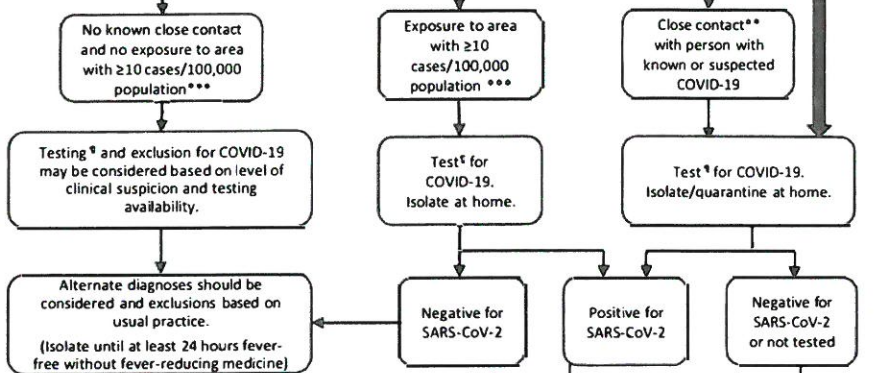 No known close contact
and no exposure to area
with ≥10 cases/100,000
population***
Exposure to area
with ≥10
cases/100,000
population ***
Close contact**
with person with
known or suspected
COVID-19
Testing¶ and exclusion for COVID-19
may be considered based on level of
clinical suspicion and testing
availability.
Test¶ for
COVID-19.
Isolate at home.
Test¶ for COVID-19.
Isolate/quarantine at home.
Alternate diagnoses should be
considered and exclusions based on
usual practice.
(Isolate until at least 24 hours fever-
free without fever-reducing medicine)
Negative for
SARS-CoV-2
Positive for
SARS-CoV-2
Negative for
SARS-CoV-2
or not tested